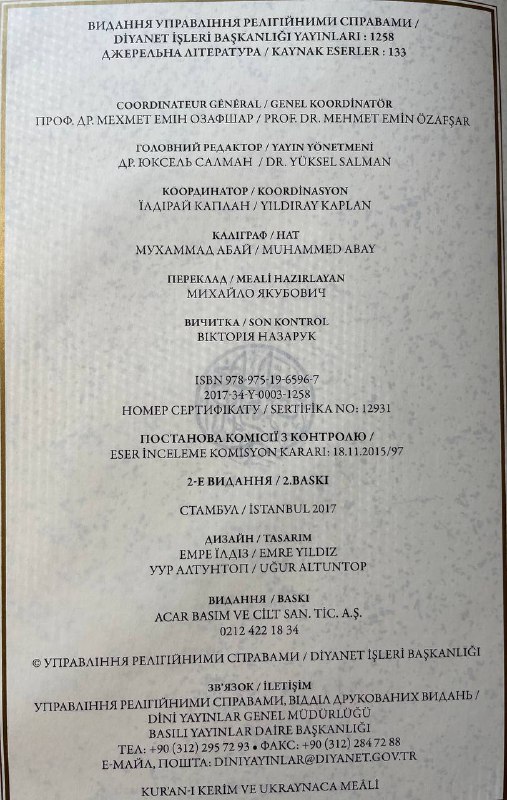 ВИДАННЯ УПРАВЛІННЯ РЕЛІГІЙНИМИ СПРАВАМИ /
DİYANET İŞLERİ BAŞKANLIĞI YAYINLARI : 1258
ДЖЕРЕЛЬНА ЛІТЕРАТУРА / KAYNAK ESERLER : 133
COORDINATEUR GÉNÉRAL / GENEL KOORDİNATÖR
ПРОФ. ДР. МЕХМЕТ ЕМІН ОЗАФШАР / PROF. DR. MEHMET EMİN ÖZAFŞAR
ГОЛОВНИЙ РЕДАКТОР / YAYIN YÖNETMENİ
ДР. ЮКСЕЛЬ САЛМАН / DR. YÜKSEL SALMAN
КООРДИНАТОР / KOORDİNASYON
ЇЛДІРАЙ КАПЛАН / YILDIRAY KAPLAN
КАЛІГРАФ / HAT
МУХАММАД АБАЙ / MUHAMMED ABAY
ПЕРЕКЛАД / MEALİ HAZIRLAYAN
МИХАЙЛО ЯКУБОВИЧ
ВИЧИТКА / SON KONTROL
ВІКТОРІЯ НАЗАРУК
ISBN 978-975-19-6596-7
2017-34-Y-0003-1258
НОМЕР СЕРТИФІКАТУ / SERTİFİKA NO: 12931
ПОСТАНОВА КОМІСІЇ З КОНТРОЛЮ /
ESER İNCELEME KOMİSYON KARARI: 18.11.2015/97
2-Е ВИДАННЯ / 2.BASKI
СТАМБУЛ / İSTANBUL 2017
ДИЗАЙН / TASARIM
ЕМРЕ ЇЛДІЗ / EMRE YILDIZ
УУР АЛТУНТОП / UĞUR ALTUNTOP
ВИДАННЯ / BASKI
ACAR BASIM VE CİLT SAN. TİC. A.Ş.
0212 422 18 34
© УПРАВЛІННЯ РЕЛІГІЙНИМИ СПРАВАМИ / DİYANET İŞLERİ BAŞKANLIĞI
ЗВ'ЯЗОК / İLETİŞİM
УПРАВЛІННЯ РЕЛІГІЙНИМИ СПРАВАМИ, ВІДДІЛ ДРУКОВАНИХ ВИДАНЬ /
DİNİ YAYINLAR GENEL MÜDÜRLÜĞÜ
BASILI YAYINLAR DAİRE BAŞKANLIĞI
ТЕЛ: +90 (312) 295 72 93 • ФАКС: +90 (312) 284 72 88
Е-МАЙЛ, ПОШТА: DINIYAYINLAR@DIYANET.GOV.TR
KUR'AN-I KERİM VE UKRAYNACA MEÂLİ